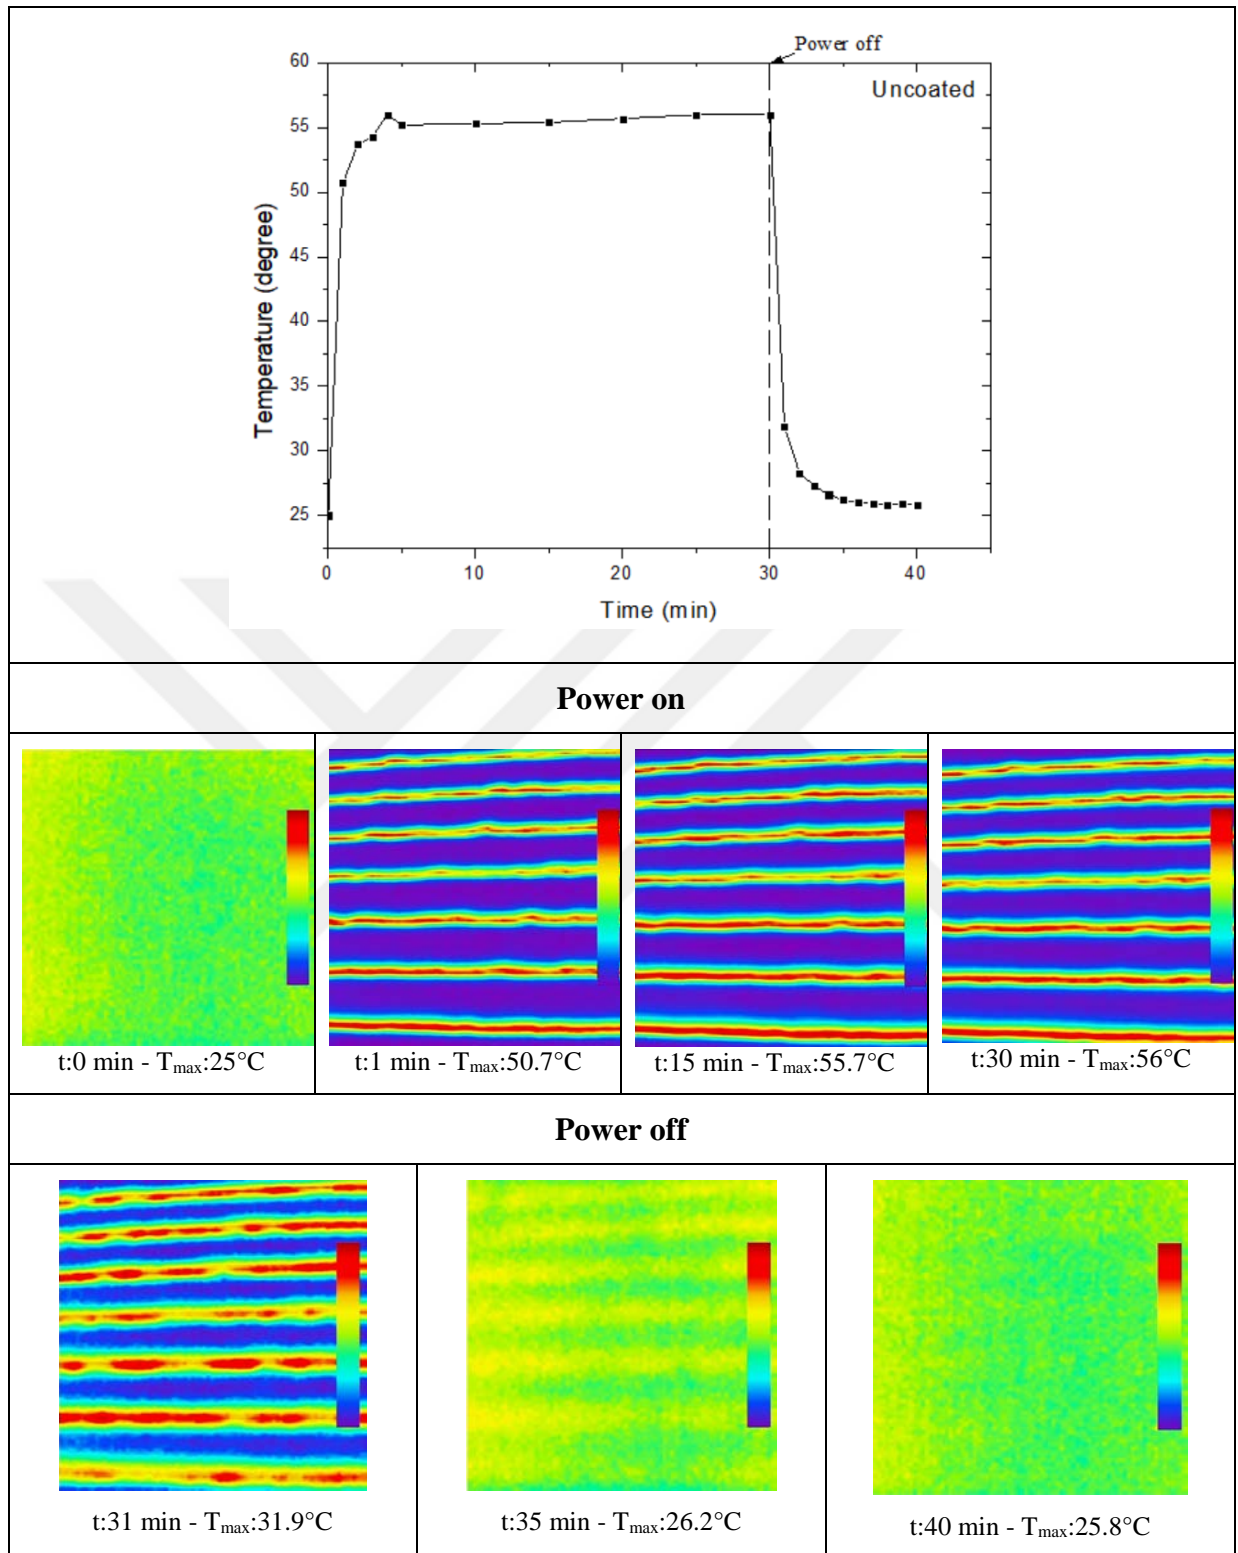 Power off
Uncoated
60
55
50
45
40
35
30
25
Temperature (degree)
0 10 20 30 40
Time (min)
Power on
t:0 min - Tmax:25°C
t:1 min - Tmax:50.7°C
t:15 min - Tmax:55.7°C
t:30 min - Tmax:56°C
Power off
t:31 min - Tmax:31.9°C
t:35 min - Tmax:26.2°C
t:40 min - Tmax:25.8°C